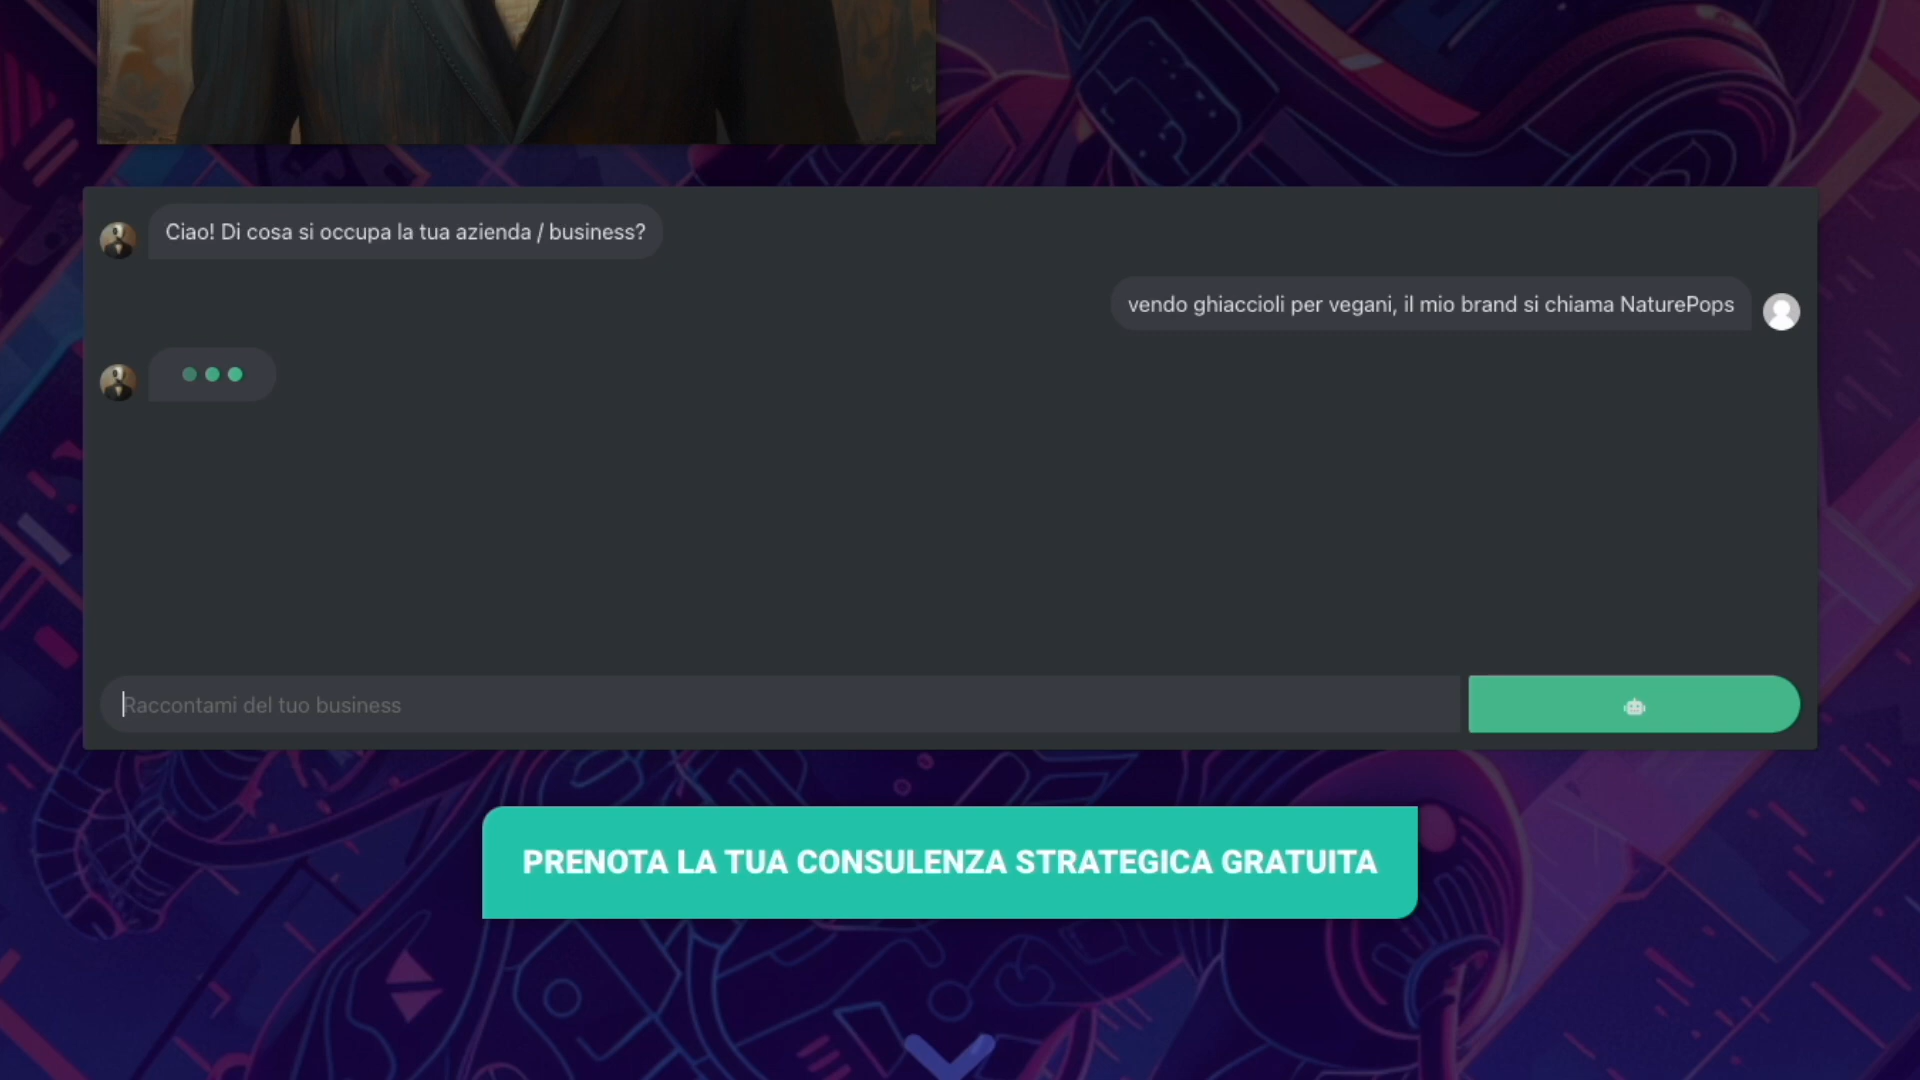 Ciao! Di cosa si occupa la tua azienda / business?
vendo ghiaccioli per vegani, il mio brand si chiama NaturePops
Raccontami del tuo business
PRENOTA LA TUA CONSULENZA STRATEGICA GRATUITA